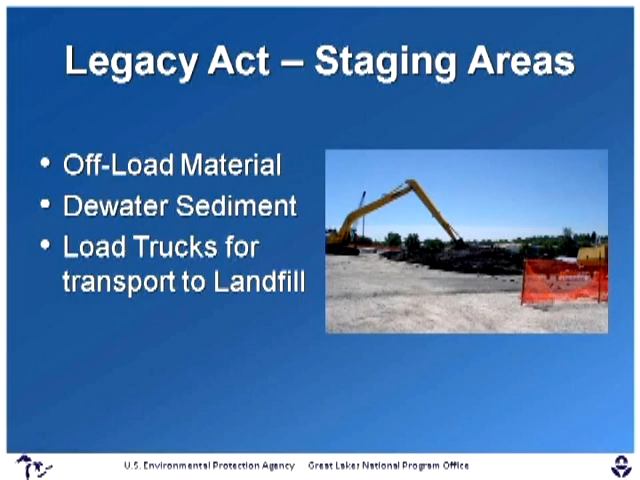 Legacy Act – Staging Areas
• Off-Load Material
• Dewater Sediment
• Load Trucks for
transport to Landfill
U.S. Environmental Protection Agency Great Lakes National Program Office